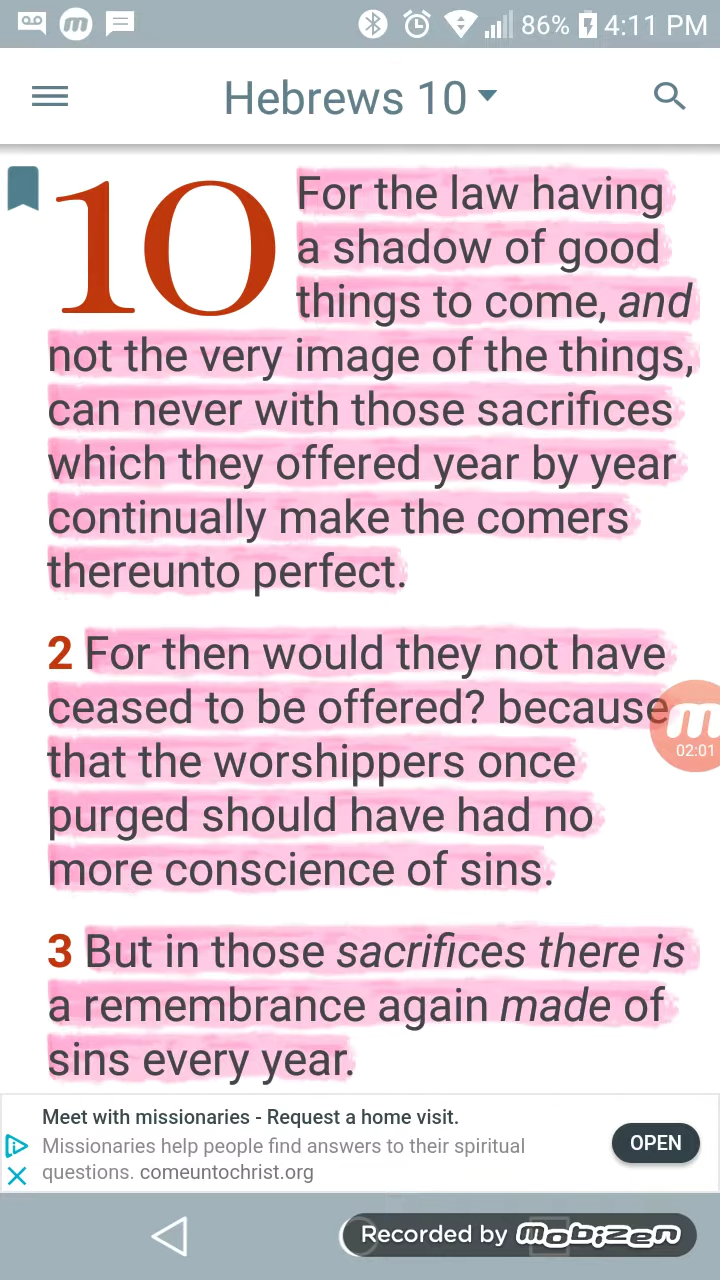 86% 4:11 PM
Hebrews 10
10 For the law having
a shadow of good
things to come, and
not the very image of the things,
can never with those sacrifices
which they offered year by year
continually make the comers
thereunto perfect.
2 For then would they not have
ceased to be offered? because
that the worshippers once
purged should have had no
more conscience of sins.
3 But in those sacrifices there is
a remembrance again made of
sins every year.
m
02:01
Meet with missionaries - Request a home visit.
Missionaries help people find answers to their spiritual
questions. comeuntochrist.org
OPEN
Recorded by mobizen